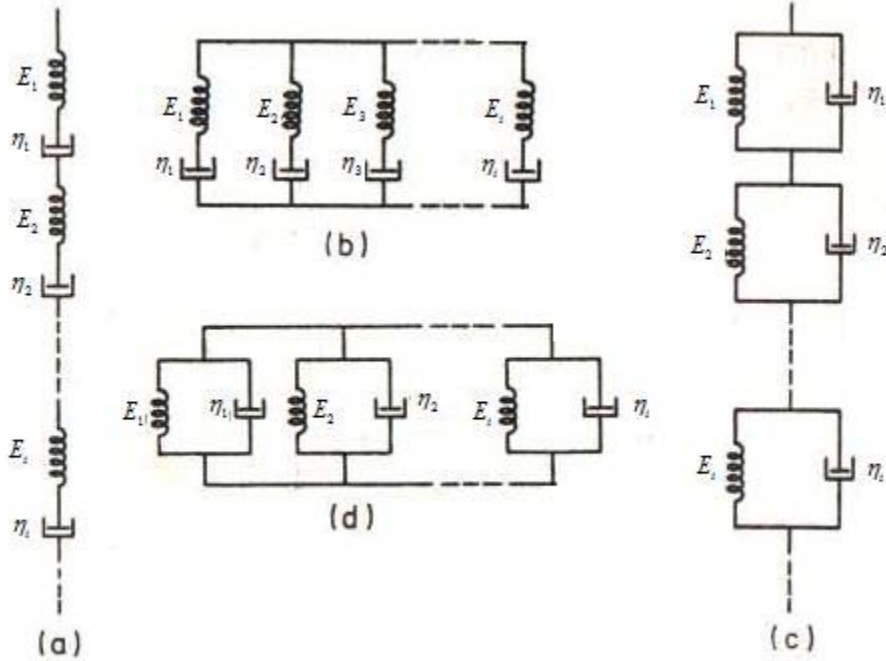 E₁
η₁
E₂
η₂
Eᵢ
ηᵢ
(a)
E₁ E₂ E₃ Eᵢ
η₁ η₂ η₃ ηᵢ
(b)
E₁ η₁ E₂ η₂ Eᵢ ηᵢ
(d)
E₁ η₁
E₂ η₂
Eᵢ ηᵢ
(c)